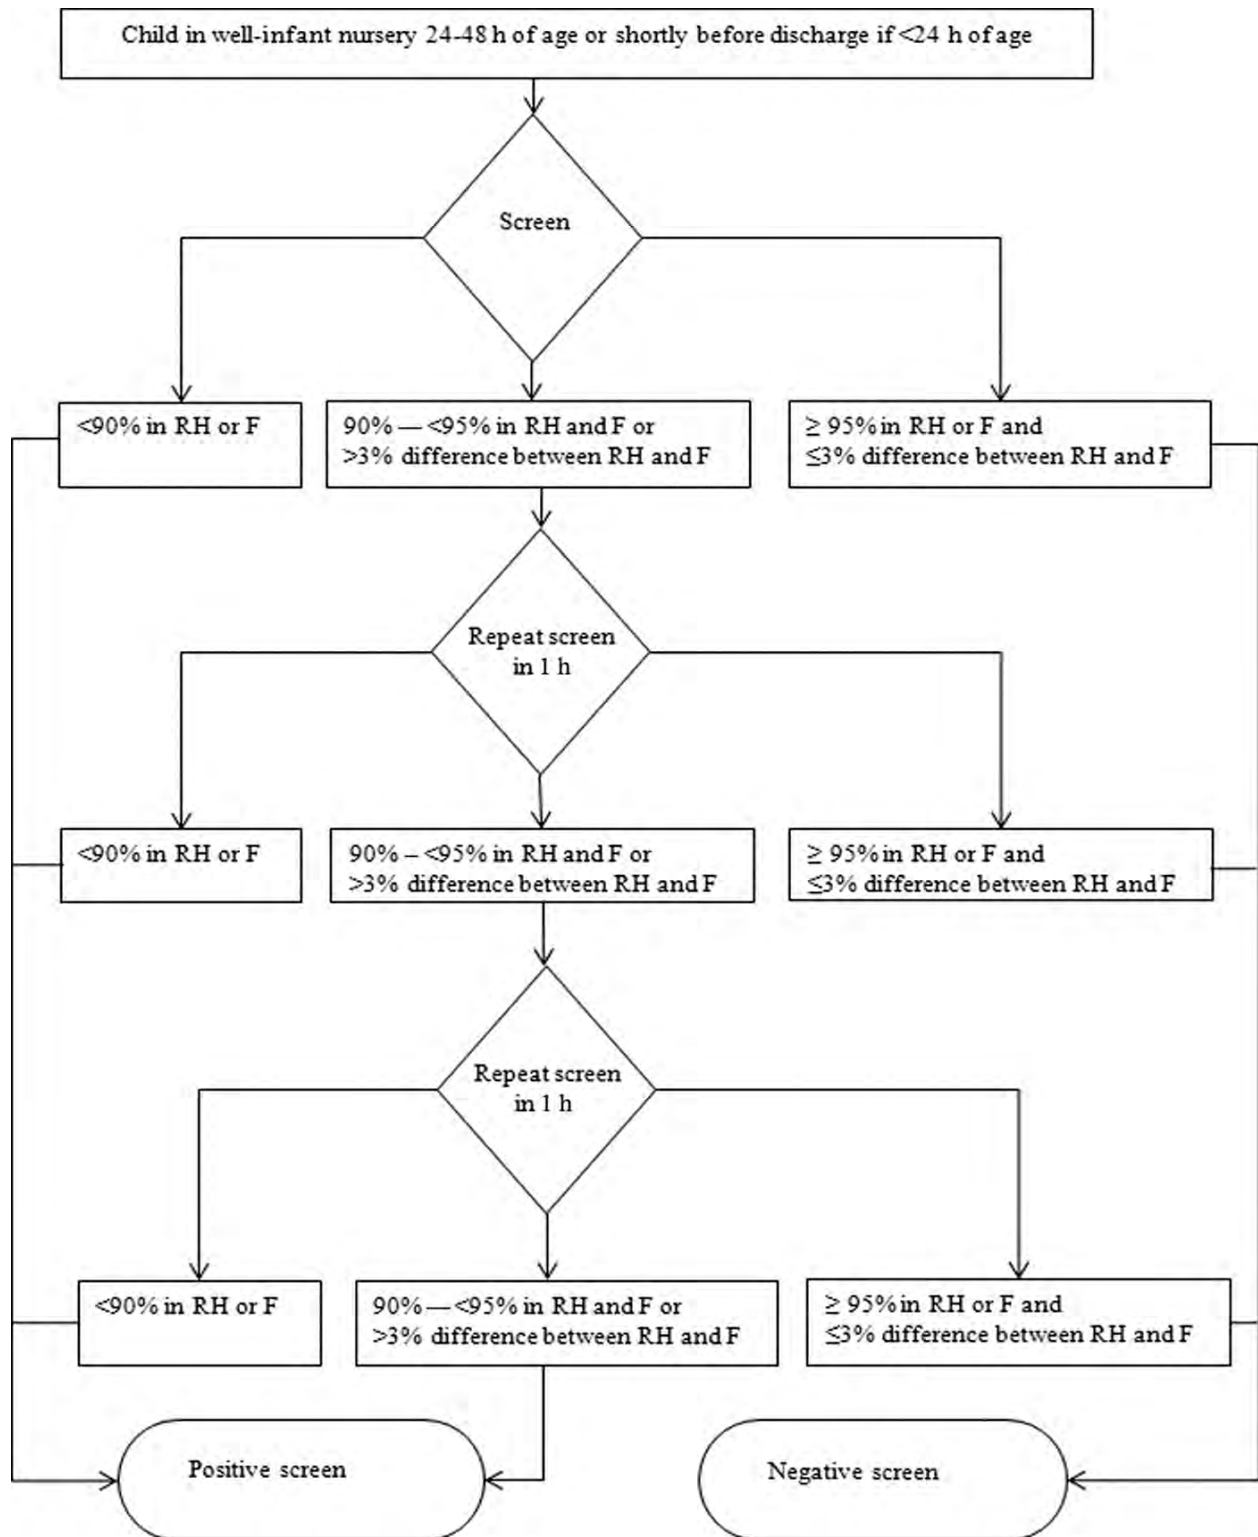 Child in well-infant nursery 24-48 h of age or shortly before discharge if <24 h of age
Screen
<90% in RH or F
90% — <95% in RH and F or
>3% difference between RH and F
≥ 95% in RH or F and
≤3% difference between RH and F
Repeat screen
in 1 h
<90% in RH or F
90% – <95% in RH and F or
>3% difference between RH and F
≥ 95% in RH or F and
≤3% difference between RH and F
Repeat screen
in 1 h
<90% in RH or F
90% — <95% in RH and F or
>3% difference between RH and F
≥ 95% in RH or F and
≤3% difference between RH and F
Positive screen
Negative screen